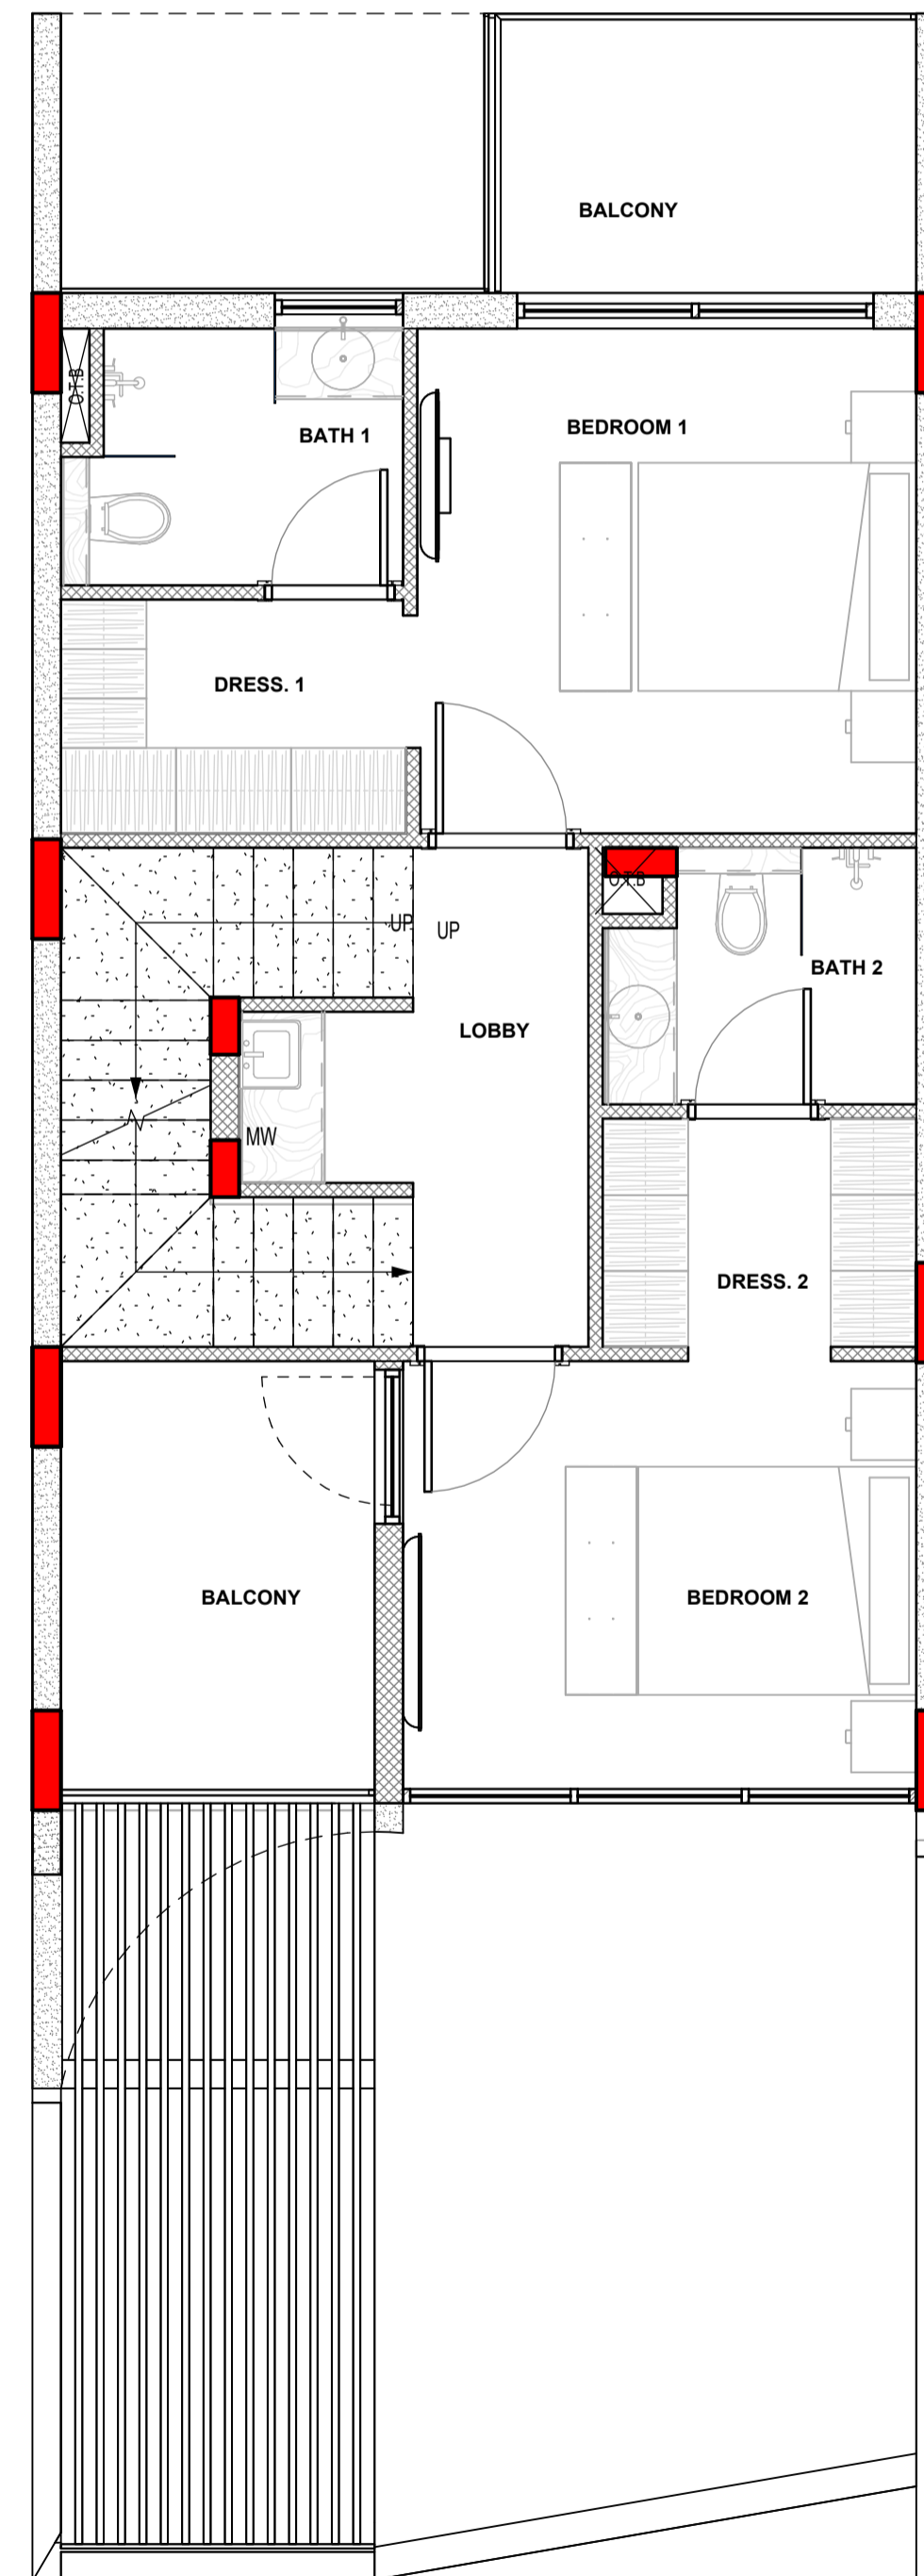 BALCONY
O.T.B
BATH 1
BEDROOM 1
DRESS. 1
O.T.B
UP
UP
BATH 2
LOBBY
MW
DRESS. 2
BALCONY
BEDROOM 2